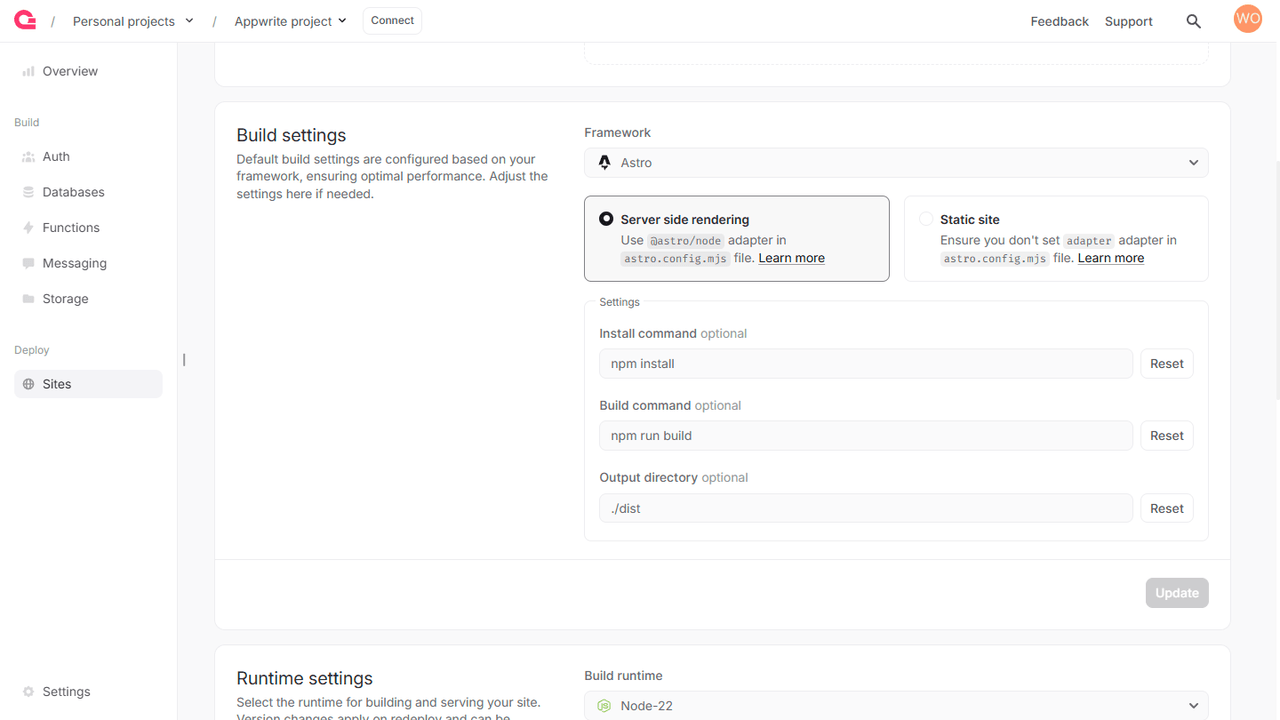 / Personal projects / Appwrite project Connect Feedback Support WO
Overview
Build
Auth
Databases
Functions
Messaging
Storage
Deploy
Sites
Settings
Build settings
Default build settings are configured based on your
framework, ensuring optimal performance. Adjust the
settings here if needed.
Framework
Astro
Server side rendering
Use @astro/node adapter in
astro.config.mjs file. Learn more
Static site
Ensure you don't set adapter adapter in
astro.config.mjs file. Learn more
Settings
Install command optional
npm install Reset
Build command optional
npm run build Reset
Output directory optional
./dist Reset
Update
Runtime settings
Select the runtime for building and serving your site.
Version changes apply on redeploy and can be
Build runtime
Node-22